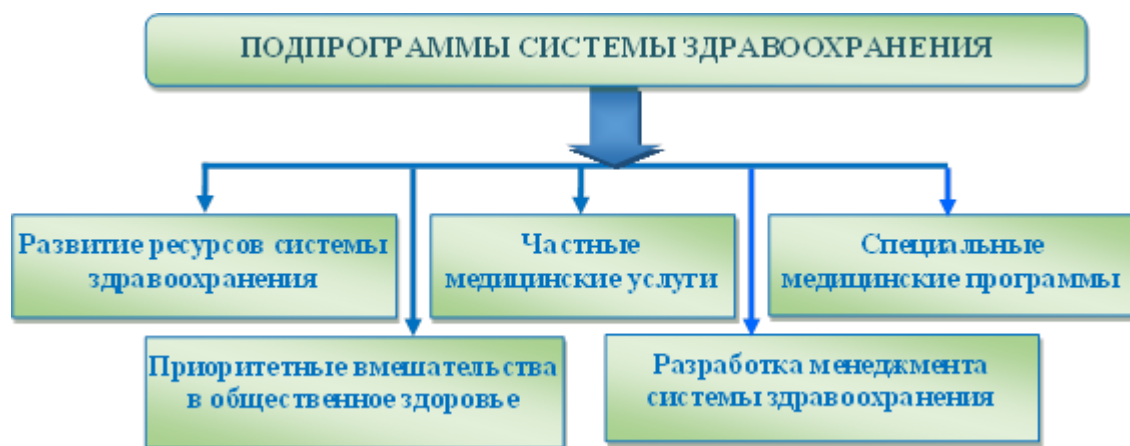 ПОДПРОГРАММЫ СИСТЕМЫ ЗДРАВООХРАНЕНИЯ
Развитие ресурсов системы
здравоохранения
Частные
медицинские услуги
Специальные
медицинские программы
Приоритетные вмешательства
в общественное здоровье
Разработка менеджмента
системы здравоохранения